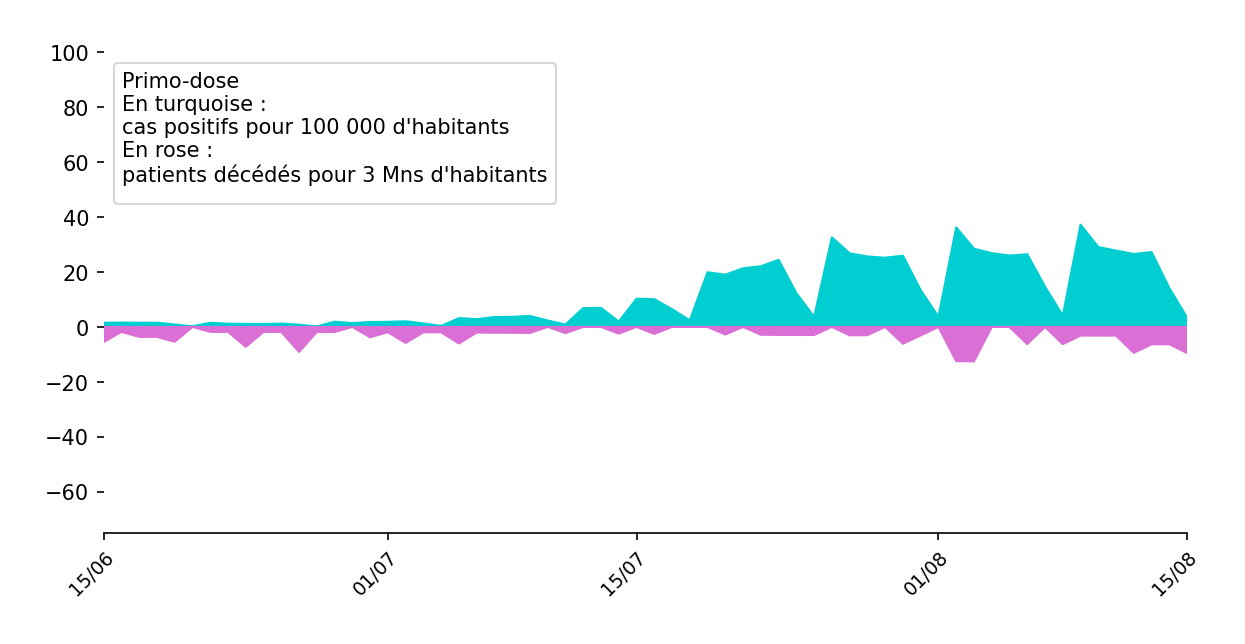 100
80
60
40
20
0
−20
−40
−60
Primo-dose
En turquoise :
cas positifs pour 100 000 d'habitants
En rose :
patients décédés pour 3 Mns d'habitants
15/06
01/07
15/07
01/08
15/08